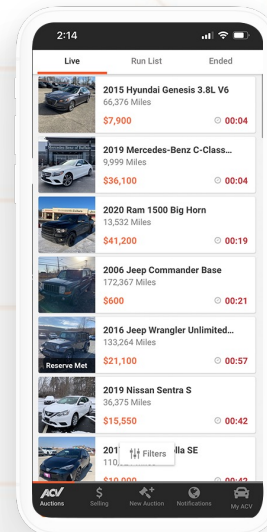 2:14
Live Run List Ended
2015 Hyundai Genesis 3.8L V6
66,376 Miles
$7,900 00:04
2019 Mercedes-Benz C-Class...
9,999 Miles
$36,100 00:04
2020 Ram 1500 Big Horn
13,532 Miles
$41,200 00:19
2006 Jeep Commander Base
172,367 Miles
$600 00:21
2016 Jeep Wrangler Unlimited...
133,264 Miles
Reserve Met
$21,100 00:57
2019 Nissan Sentra S
36,375 Miles
$15,550 00:42
SE
Filters
00:42
ACV
Auctions Selling New Auction Notifications My ACV